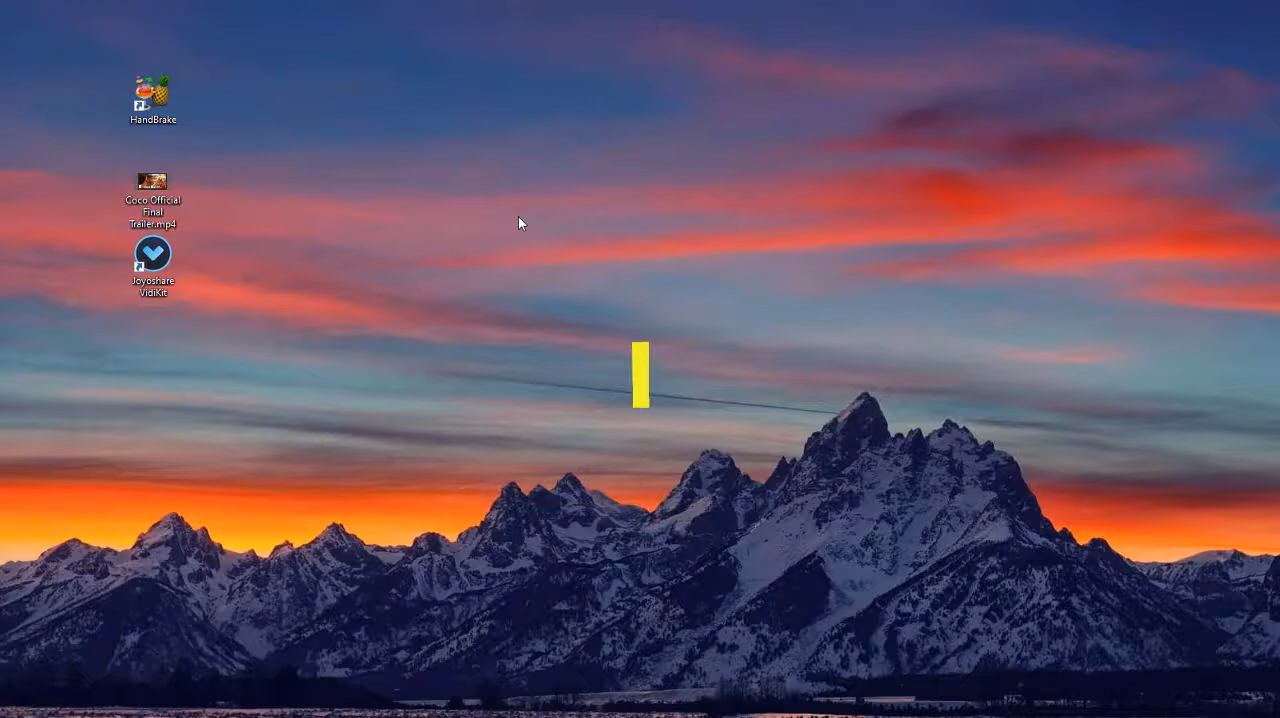 HandBrake
Coco Official
Final
Trailer.mp4
Joyoshare
VidiKit